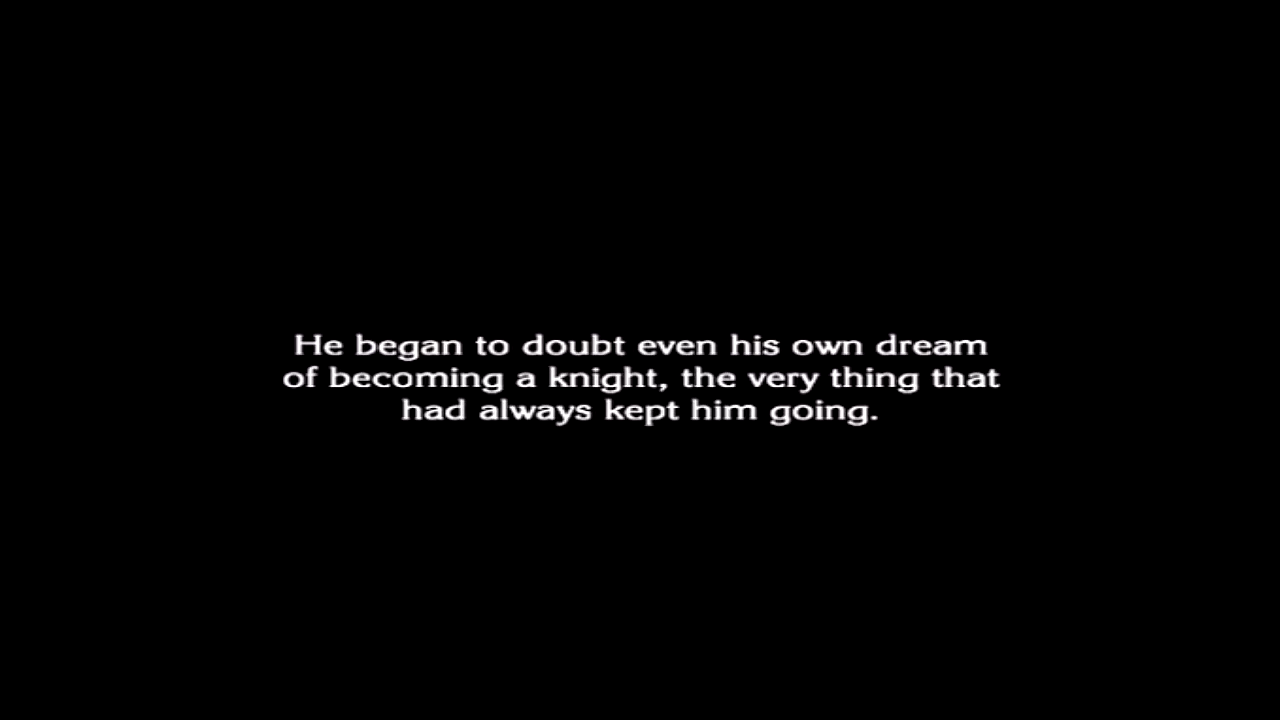 He began to doubt even his own dream
of becoming a knight, the very thing that
had always kept him going.